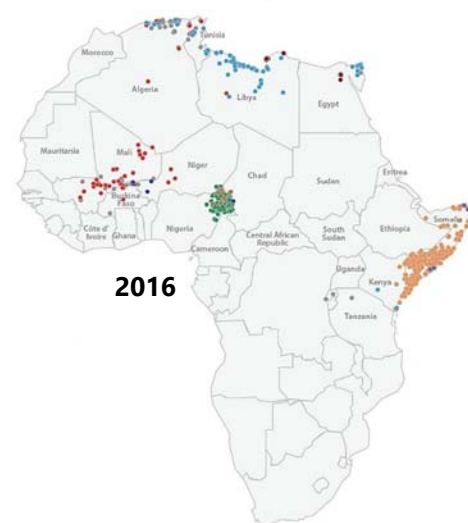 Tunisia
Morocco
Algeria
Libya
Egypt
Mauritania
Mali
Niger
Chad
Sudan
Eritrea
Burkina
Faso
Côte d'
Ivoire
Ghana
Nigeria
Cameroon
Central African
Republic
South
Sudan
Ethiopia
Somalia
Uganda
Kenya
Tanzania
2016